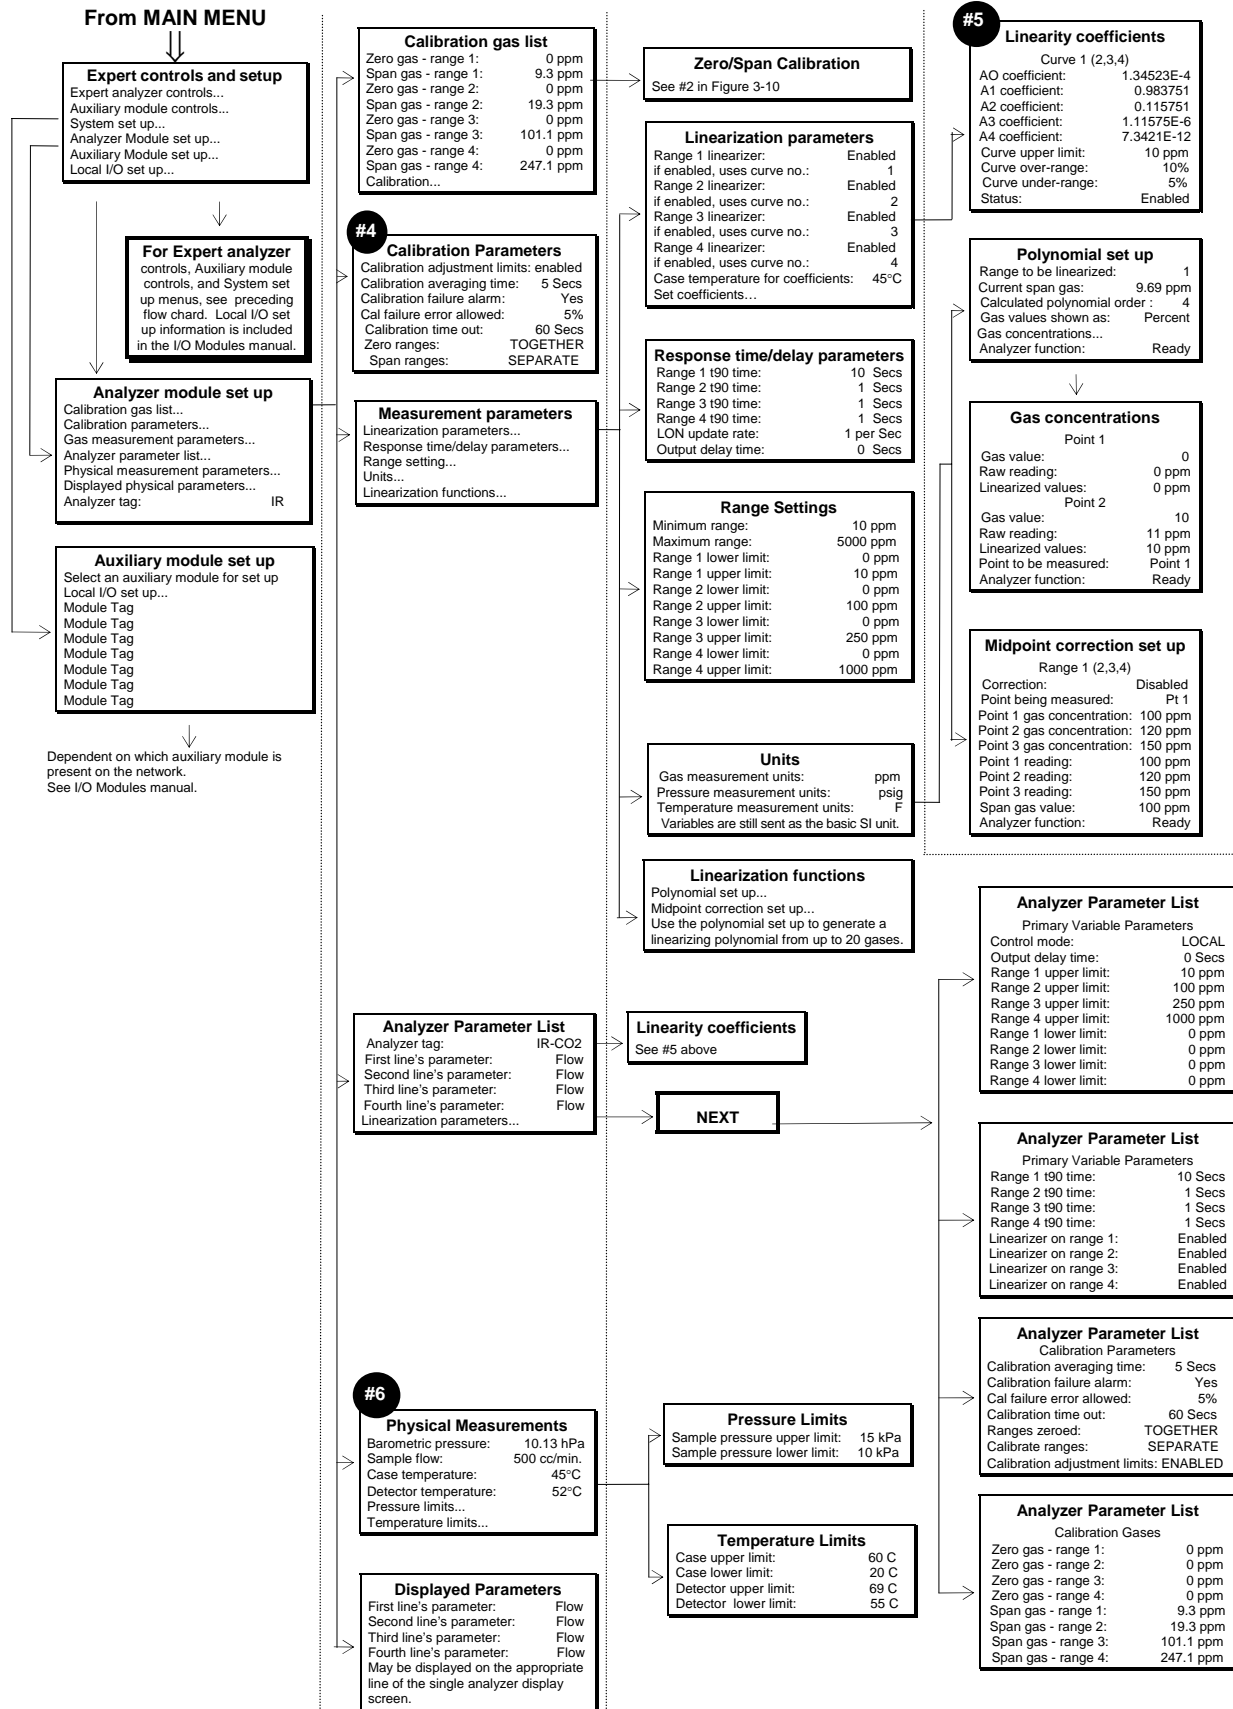 From MAIN MENU
Expert controls and setup
Expert analyzer controls...
Auxiliary module controls...
System set up...
Analyzer Module set up...
Auxiliary Module set up...
Local I/O set up...
For Expert analyzer
controls, Auxiliary module
controls, and System set
up menus, see preceding
flow chard. Local I/O set
up information is included
in the I/O Modules manual.
Analyzer module set up
Calibration gas list...
Calibration parameters...
Gas measurement parameters...
Analyzer parameter list...
Physical measurement parameters...
Displayed physical parameters...
Analyzer tag: IR
Auxiliary module set up
Select an auxiliary module for set up
Local I/O set up...
Module Tag
Module Tag
Module Tag
Module Tag
Module Tag
Module Tag
Module Tag
Dependent on which auxiliary module is
present on the network.
See I/O Modules manual.
Calibration gas list
Zero gas - range 1: 0 ppm
Span gas - range 1: 9.3 ppm
Zero gas - range 2: 0 ppm
Span gas - range 2: 19.3 ppm
Zero gas - range 3: 0 ppm
Span gas - range 3: 101.1 ppm
Zero gas - range 4: 0 ppm
Span gas - range 4: 247.1 ppm
Calibration...
#4
Calibration Parameters
Calibration adjustment limits: enabled
Calibration averaging time: 5 Secs
Calibration failure alarm: Yes
Cal failure error allowed: 5%
Calibration time out: 60 Secs
Zero ranges: TOGETHER
Span ranges: SEPARATE
Measurement parameters
Linearization parameters...
Response time/delay parameters...
Range setting...
Units...
Linearization functions...
Analyzer Parameter List
Analyzer tag: IR-CO2
First line's parameter: Flow
Second line's parameter: Flow
Third line's parameter: Flow
Fourth line's parameter: Flow
Linearization parameters...
#6
Physical Measurements
Barometric pressure: 10.13 hPa
Sample flow: 500 cc/min.
Case temperature: 45°C
Detector temperature: 52°C
Pressure limits...
Temperature limits...
Displayed Parameters
First line's parameter: Flow
Second line's parameter: Flow
Third line's parameter: Flow
Fourth line's parameter: Flow
May be displayed on the appropriate
line of the single analyzer display
screen.
Zero/Span Calibration
See #2 in Figure 3-10
Linearization parameters
Range 1 linearizer: Enabled
if enabled, uses curve no.: 1
Range 2 linearizer: Enabled
if enabled, uses curve no.: 2
Range 3 linearizer: Enabled
if enabled, uses curve no.: 3
Range 4 linearizer: Enabled
if enabled, uses curve no.: 4
Case temperature for coefficients: 45°C
Set coefficients…
Response time/delay parameters
Range 1 t90 time: 10 Secs
Range 2 t90 time: 1 Secs
Range 3 t90 time: 1 Secs
Range 4 t90 time: 1 Secs
LON update rate: 1 per Sec
Output delay time: 0 Secs
Range Settings
Minimum range: 10 ppm
Maximum range: 5000 ppm
Range 1 lower limit: 0 ppm
Range 1 upper limit: 10 ppm
Range 2 lower limit: 0 ppm
Range 2 upper limit: 100 ppm
Range 3 lower limit: 0 ppm
Range 3 upper limit: 250 ppm
Range 4 lower limit: 0 ppm
Range 4 upper limit: 1000 ppm
Units
Gas measurement units: ppm
Pressure measurement units: psig
Temperature measurement units: F
Variables are still sent as the basic SI unit.
Linearization functions
Polynomial set up...
Midpoint correction set up...
Use the polynomial set up to generate a
linearizing polynomial from up to 20 gases.
Linearity coefficients
See #5 above
NEXT
Pressure Limits
Sample pressure upper limit: 15 kPa
Sample pressure lower limit: 10 kPa
Temperature Limits
Case upper limit: 60 C
Case lower limit: 20 C
Detector upper limit: 69 C
Detector lower limit: 55 C
#5
Linearity coefficients
Curve 1 (2,3,4)
AO coefficient: 1.34523E-4
A1 coefficient: 0.983751
A2 coefficient: 0.115751
A3 coefficient: 1.11575E-6
A4 coefficient: 7.3421E-12
Curve upper limit: 10 ppm
Curve over-range: 10%
Curve under-range: 5%
Status: Enabled
Polynomial set up
Range to be linearized: 1
Current span gas: 9.69 ppm
Calculated polynomial order : 4
Gas values shown as: Percent
Gas concentrations...
Analyzer function: Ready
Gas concentrations
Point 1
Gas value: 0
Raw reading: 0 ppm
Linearized values: 0 ppm
Point 2
Gas value: 10
Raw reading: 11 ppm
Linearized values: 10 ppm
Point to be measured: Point 1
Analyzer function: Ready
Midpoint correction set up
Range 1 (2,3,4)
Correction: Disabled
Point being measured: Pt 1
Point 1 gas concentration: 100 ppm
Point 2 gas concentration: 120 ppm
Point 3 gas concentration: 150 ppm
Point 1 reading: 100 ppm
Point 2 reading: 120 ppm
Point 3 reading: 150 ppm
Span gas value: 100 ppm
Analyzer function: Ready
Analyzer Parameter List
Primary Variable Parameters
Control mode: LOCAL
Output delay time: 0 Secs
Range 1 upper limit: 10 ppm
Range 2 upper limit: 100 ppm
Range 3 upper limit: 250 ppm
Range 4 upper limit: 1000 ppm
Range 1 lower limit: 0 ppm
Range 2 lower limit: 0 ppm
Range 3 lower limit: 0 ppm
Range 4 lower limit: 0 ppm
Analyzer Parameter List
Primary Variable Parameters
Range 1 t90 time: 10 Secs
Range 2 t90 time: 1 Secs
Range 3 t90 time: 1 Secs
Range 4 t90 time: 1 Secs
Linearizer on range 1: Enabled
Linearizer on range 2: Enabled
Linearizer on range 3: Enabled
Linearizer on range 4: Enabled
Analyzer Parameter List
Calibration Parameters
Calibration averaging time: 5 Secs
Calibration failure alarm: Yes
Cal failure error allowed: 5%
Calibration time out: 60 Secs
Ranges zeroed: TOGETHER
Calibrate ranges: SEPARATE
Calibration adjustment limits: ENABLED
Analyzer Parameter List
Calibration Gases
Zero gas - range 1: 0 ppm
Zero gas - range 2: 0 ppm
Zero gas - range 3: 0 ppm
Zero gas - range 4: 0 ppm
Span gas - range 1: 9.3 ppm
Span gas - range 2: 19.3 ppm
Span gas - range 3: 101.1 ppm
Span gas - range 4: 247.1 ppm